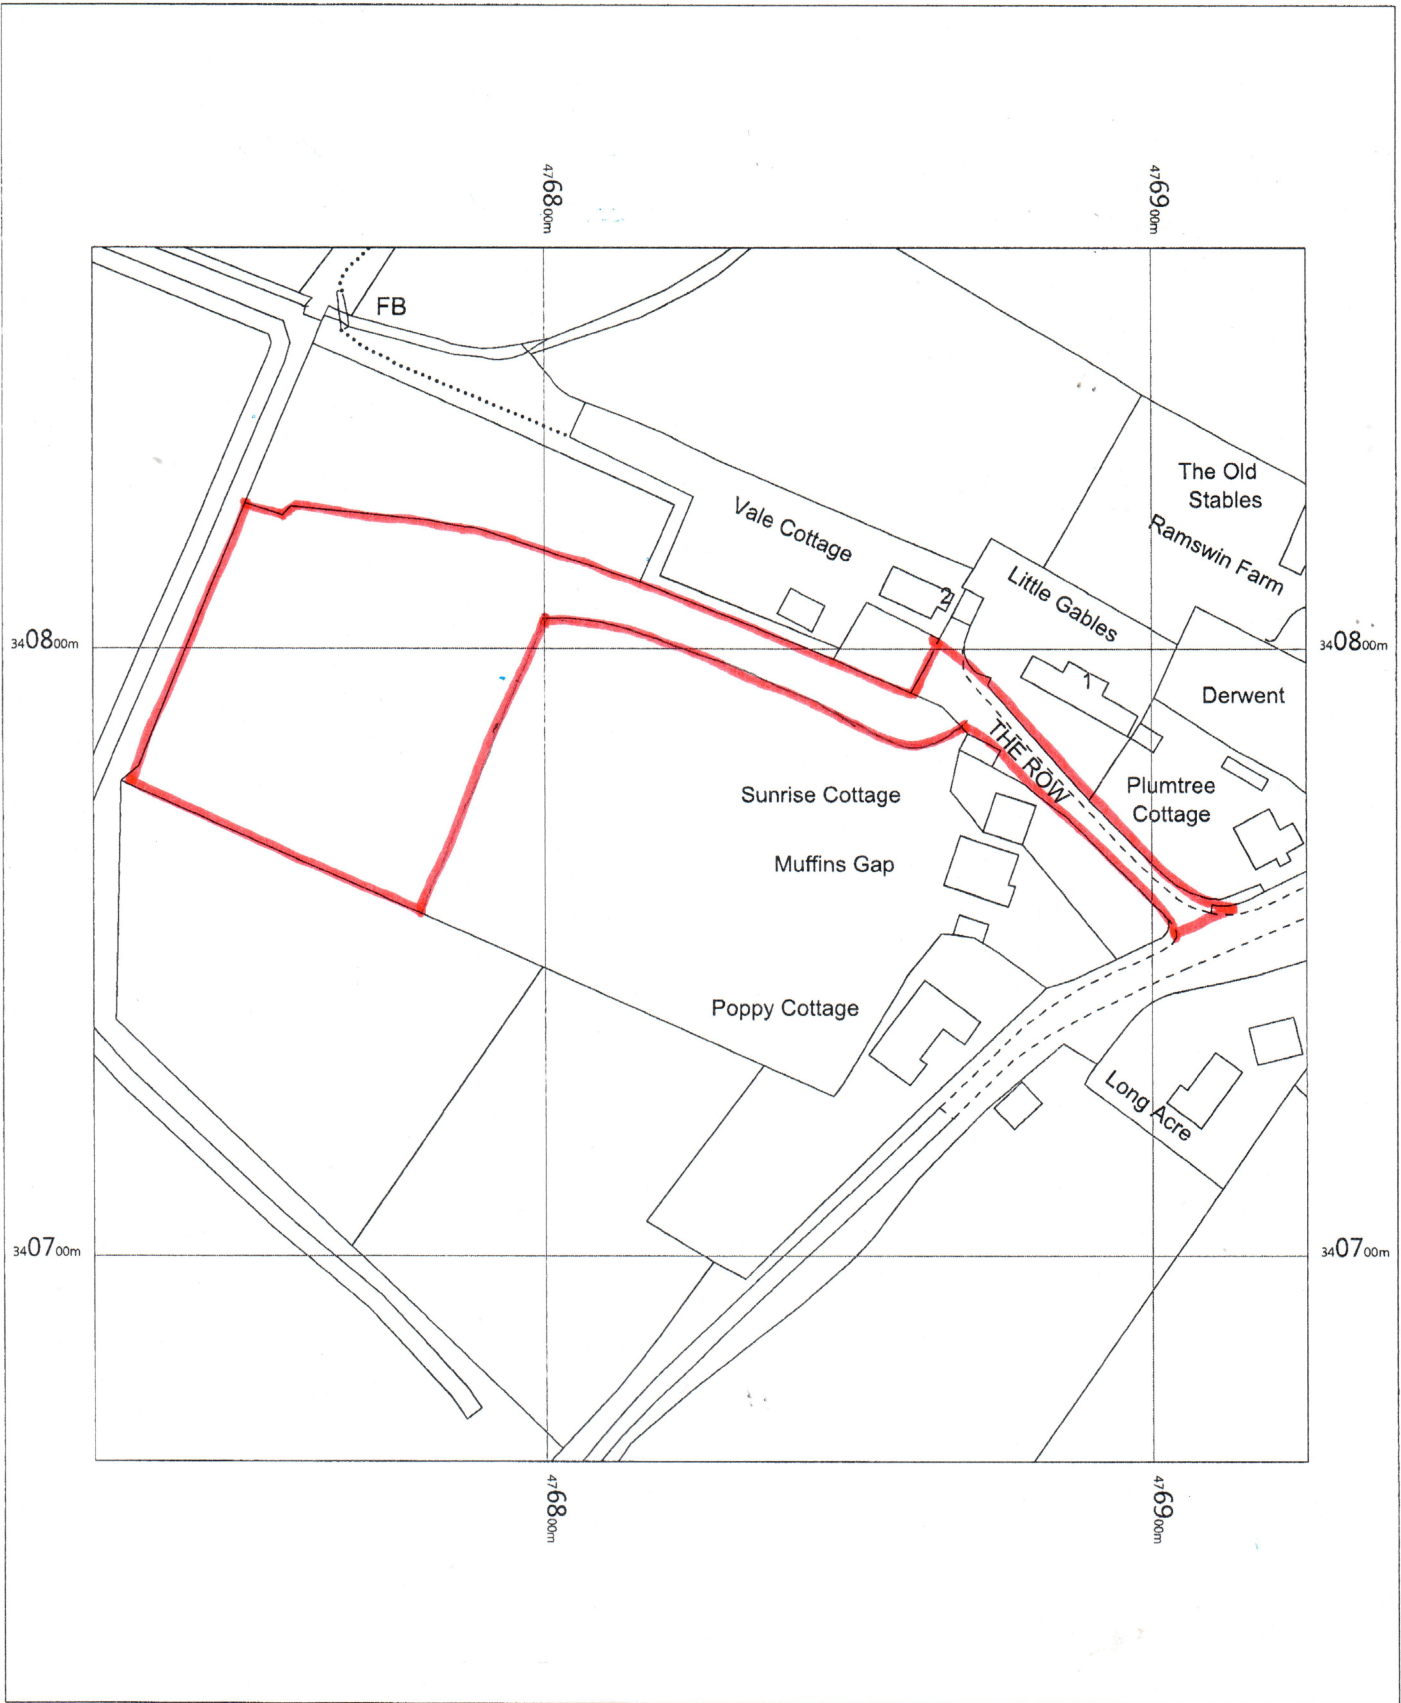 476800m
476900m
FB
The Old
Stables
Vale Cottage
Ramswin Farm
2
Little Gables
340800m
340800m
1
Derwent
THE ROW
Sunrise Cottage
Plumtree
Cottage
Muffins Gap
Poppy Cottage
Long Acre
340700m
340700m
476800m
476900m